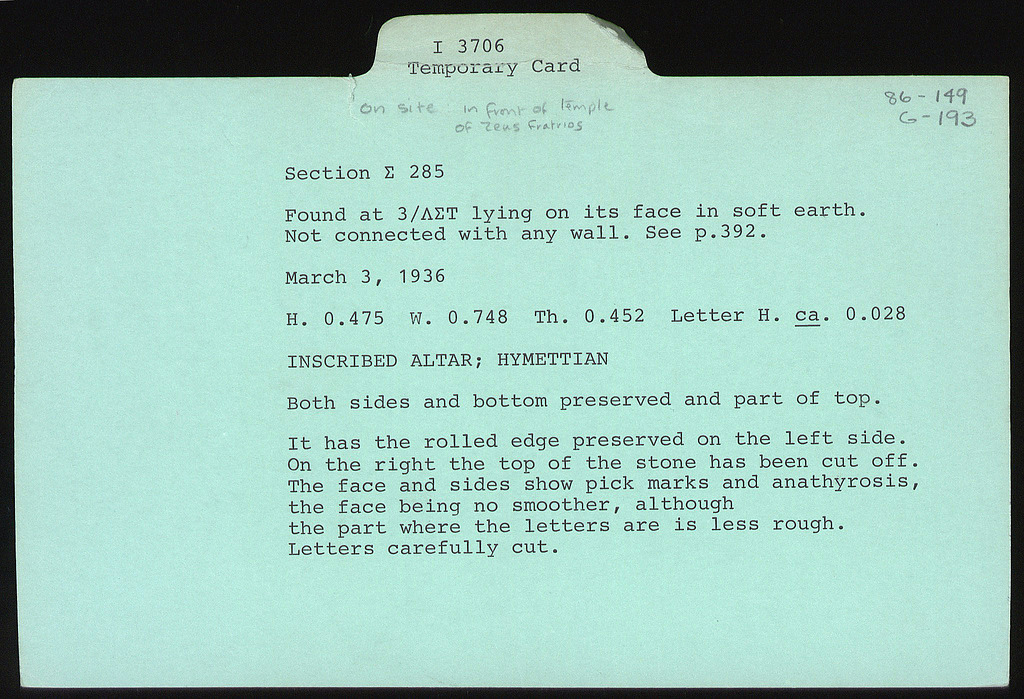 I 3706
Temporary Card
On site in front of Temple
of Zeus Fratrios
86-149
G-193
Section Σ 285
Found at 3/ΛΣΤ lying on its face in soft earth.
Not connected with any wall. See p.392.
March 3, 1936
H. 0.475 W. 0.748 Th. 0.452 Letter H. ca. 0.028
INSCRIBED ALTAR; HYMETTIAN
Both sides and bottom preserved and part of top.
It has the rolled edge preserved on the left side.
On the right the top of the stone has been cut off.
The face and sides show pick marks and anathyrosis,
the face being no smoother, although
the part where the letters are is less rough.
Letters carefully cut.